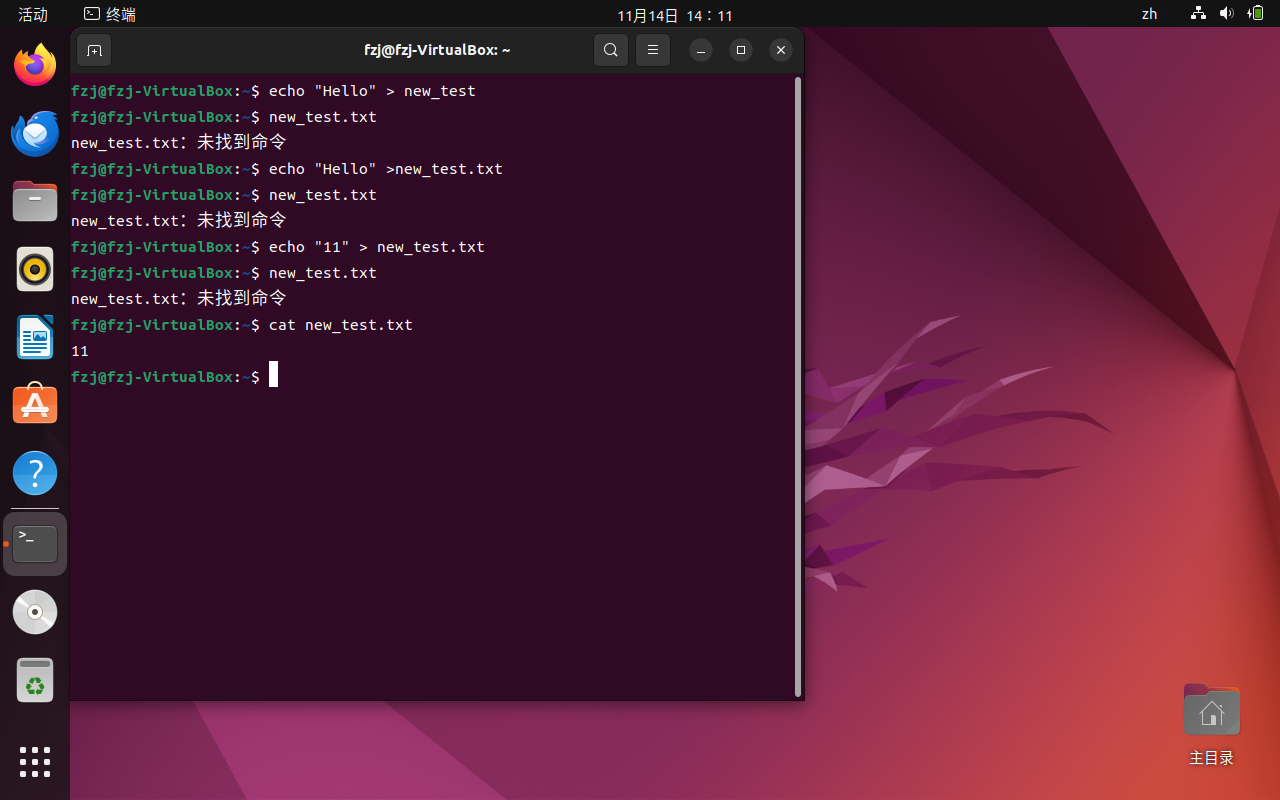 活动 终端 11月14日 14：11 zh
fzj@fzj-VirtualBox: ~
fzj@fzj-VirtualBox:~$ echo "Hello" > new_test
fzj@fzj-VirtualBox:~$ new_test.txt
new_test.txt：未找到命令
fzj@fzj-VirtualBox:~$ echo "Hello" >new_test.txt
fzj@fzj-VirtualBox:~$ new_test.txt
new_test.txt：未找到命令
fzj@fzj-VirtualBox:~$ echo "11" > new_test.txt
fzj@fzj-VirtualBox:~$ new_test.txt
new_test.txt：未找到命令
fzj@fzj-VirtualBox:~$ cat new_test.txt
11
fzj@fzj-VirtualBox:~$
主目录